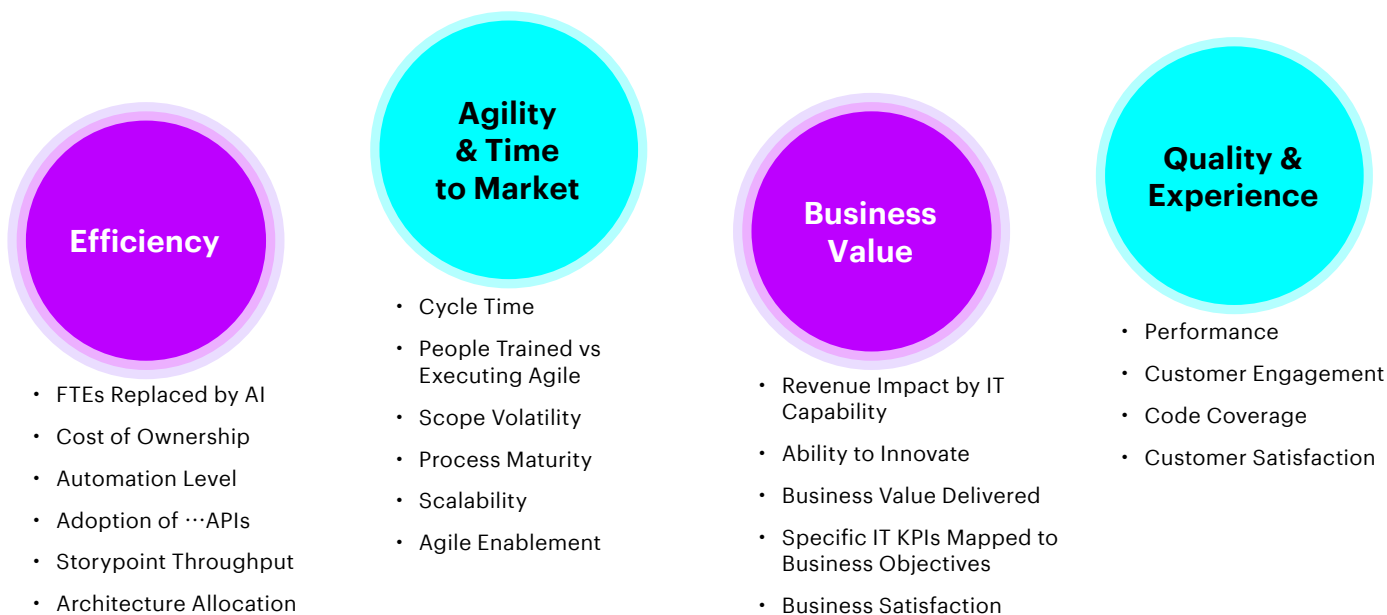 Efficiency
• FTEs Replaced by AI
• Cost of Ownership
• Automation Level
• Adoption of ···APIs
• Storypoint Throughput
• Architecture Allocation
Agility
& Time
to Market
• Cycle Time
• People Trained vs
Executing Agile
• Scope Volatility
• Process Maturity
• Scalability
• Agile Enablement
Business
Value
• Revenue Impact by IT
Capability
• Ability to Innovate
• Business Value Delivered
• Specific IT KPIs Mapped to
Business Objectives
• Business Satisfaction
Quality &
Experience
• Performance
• Customer Engagement
• Code Coverage
• Customer Satisfaction